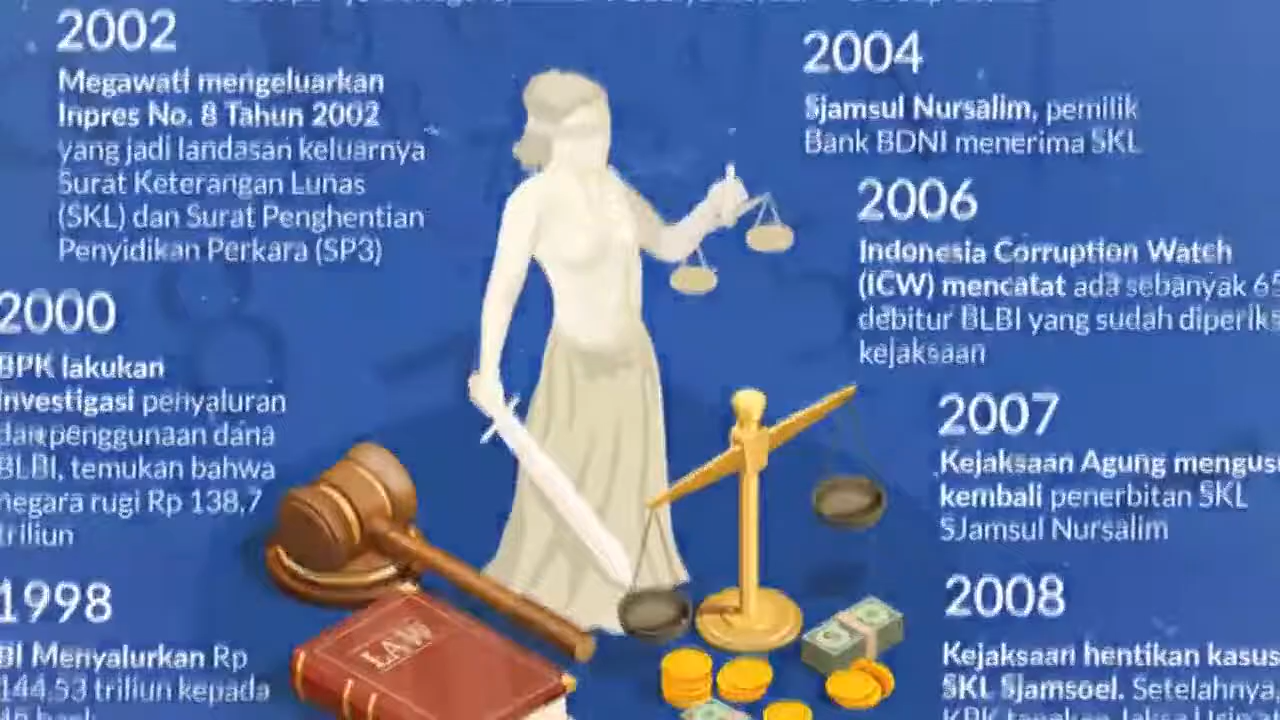 2002
Megawati mengeluarkan
Inpres No. 8 Tahun 2002
yang jadi landasan keluarnya
Surat Keterangan Lunas
(SKL) dan Surat Penghentian
Penyidikan Perkara (SP3)
2000
BPK lakukan
investigasi penyaluran
dan penggunaan dana
BLBI, temukan bahwa
negara rugi Rp 138,7
triliun
1998
BI Menyalurkan Rp
144,53 triliun kepada
LAW
2004
Sjamsul Nursalim, pemilik
Bank BDNI menerima SKL
2006
Indonesia Corruption Watch
(ICW) mencatat ada sebanyak 65
debitur BLBI yang sudah diperiks
kejaksaan
2007
Kejaksaan Agung mengusu
kembali penerbitan SKL
SJamsul Nursalim
2008
Kejaksaan hentikan kasus
SKL Sjamsoel. Setelahnya,